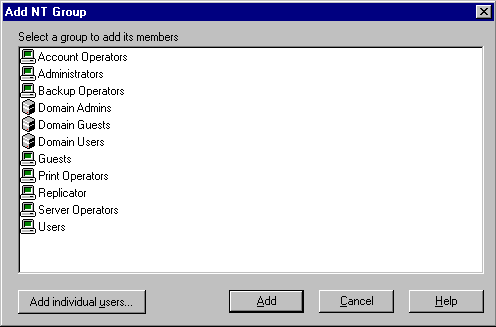 Add NT Group
Select a group to add its members
Account Operators
Administrators
Backup Operators
Domain Admins
Domain Guests
Domain Users
Guests
Print Operators
Replicator
Server Operators
Users
Add individual users...
Add
Cancel
Help